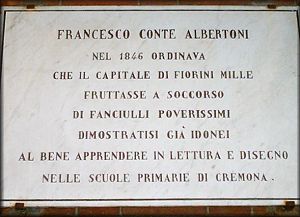 FRANCESCO CONTE ALBERTONI
NEL 1846 ORDINAVA
CHE IL CAPITALE DI FIORINI MILLE
FRUTTASSE A SOCCORSO
DI FANCIULLI POVERISSIMI
DIMOSTRATISI GIÀ IDONEI
AL BENE APPRENDERE IN LETTURA E DISEGNO
NELLE SCUOLE PRIMARIE DI CREMONA.